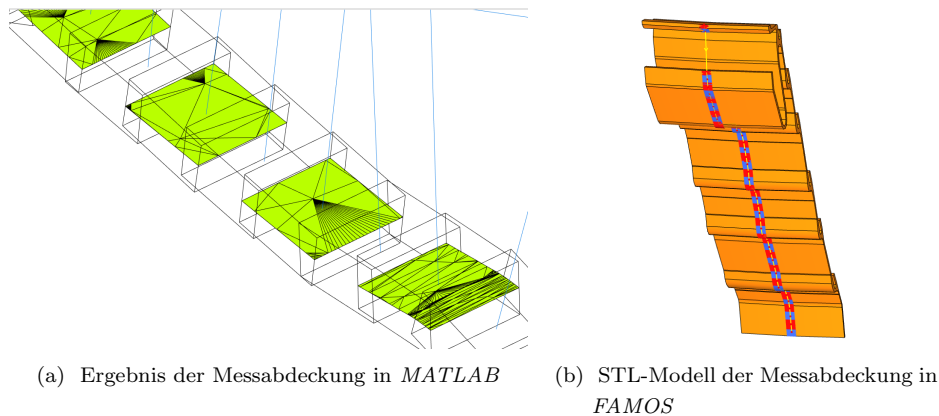 (a) Ergebnis der Messabdeckung in MATLAB
(b) STL-Modell der Messabdeckung in
FAMOS